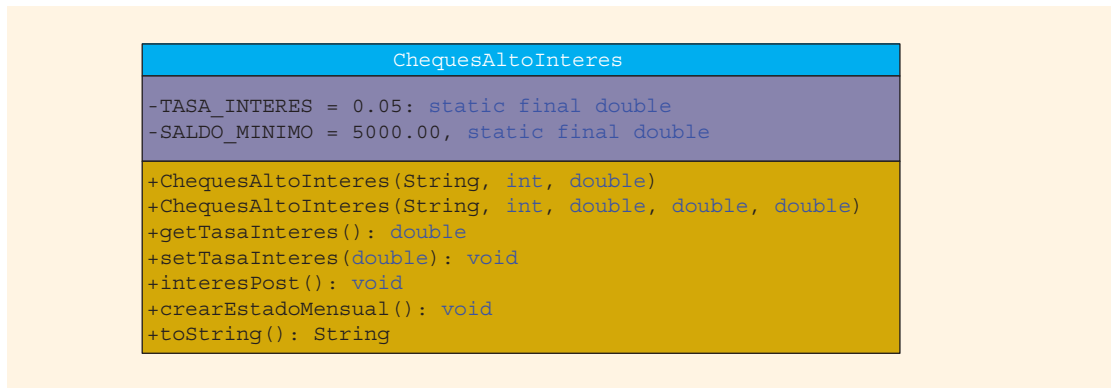 ChequesAltoInteres
-TASA_INTERES = 0.05: static final double
-SALDO_MINIMO = 5000.00, static final double
+ChequesAltoInteres(String, int, double)
+ChequesAltoInteres(String, int, double, double, double)
+getTasaInteres(): double
+setTasaInteres(double): void
+interesPost(): void
+crearEstadoMensual(): void
+toString(): String